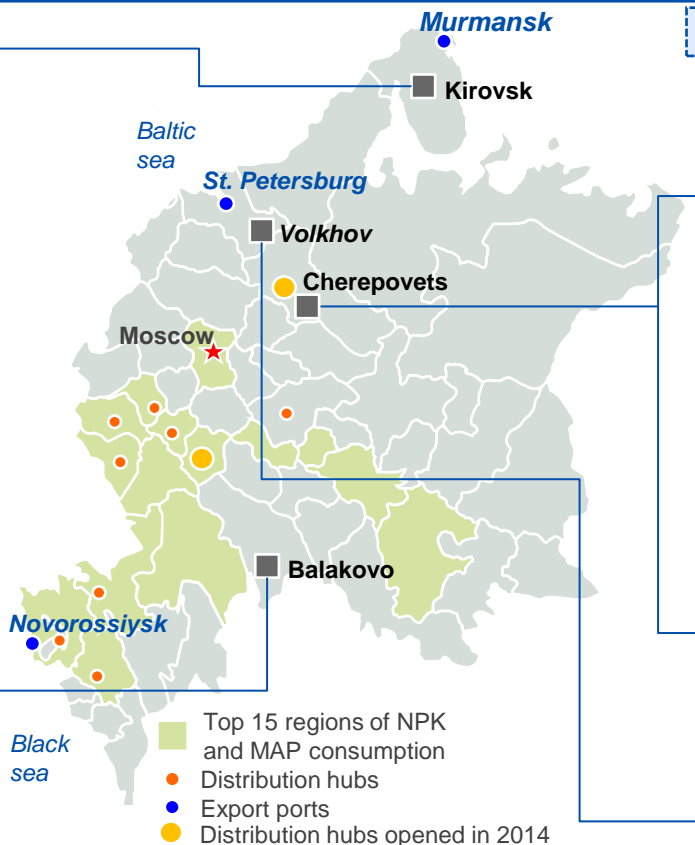 Murmansk
Kirovsk
Baltic
sea
St. Petersburg
Volkhov
Cherepovets
Moscow
Balakovo
Novorossiysk
Black
sea
Top 15 regions of NPK
and MAP consumption
Distribution hubs
Export ports
Distribution hubs opened in 2014